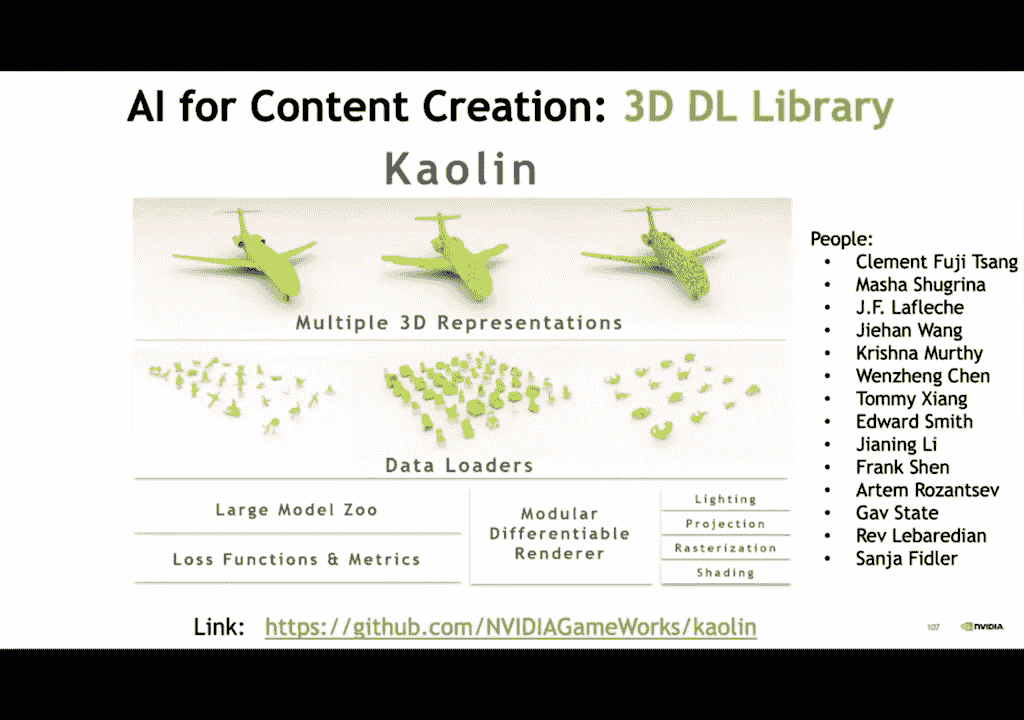 AI for Content Creation: 3D DL Library
Kaolin
Multiple 3D Representations
Data Loaders
Large Model Zoo
Loss Functions & Metrics
Modular
Differentiable
Renderer
Lighting
Projection
Rasterization
Shading
People:
• Clement Fuji Tsang
• Masha Shugrina
• J.F. Lafleche
• Jiehan Wang
• Krishna Murthy
• Wenzheng Chen
• Tommy Xiang
• Edward Smith
• Jianing Li
• Frank Shen
• Artem Rozantsev
• Gav State
• Rev Lebaredian
• Sanja Fidler
Link: https://github.com/NVIDIAGameWorks/kaolin
107 NVIDIA